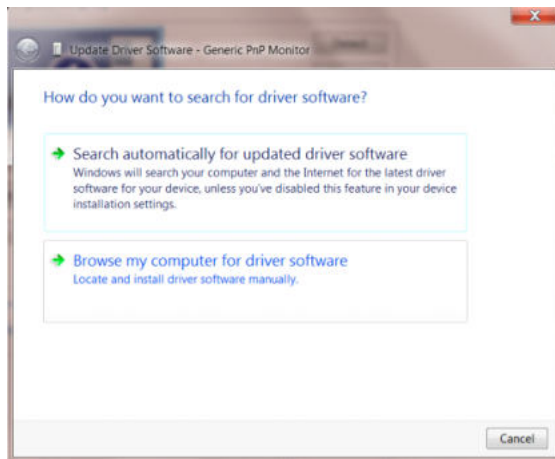 Update Driver Software - Generic PnP Monitor
How do you want to search for driver software?
Search automatically for updated driver software
Windows will search your computer and the Internet for the latest driver
software for your device, unless you've disabled this feature in your device
installation settings.
Browse my computer for driver software
Locate and install driver software manually.
Cancel